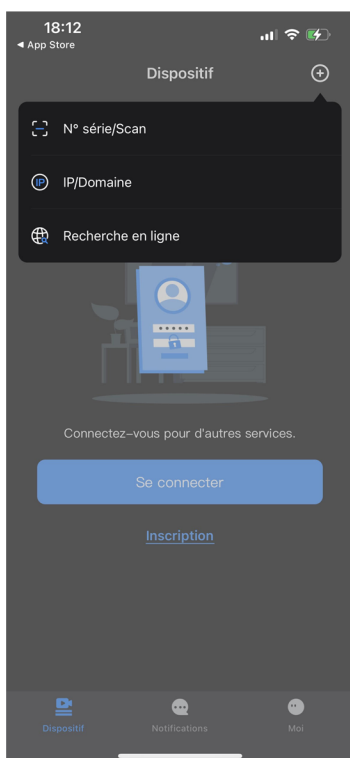 18:12
◀ App Store
Dispositif
N° série/Scan
IP
IP/Domaine
Recherche en ligne
Connectez-vous pour d'autres services.
Se connecter
Inscription
Dispositif
Notifications
Moi